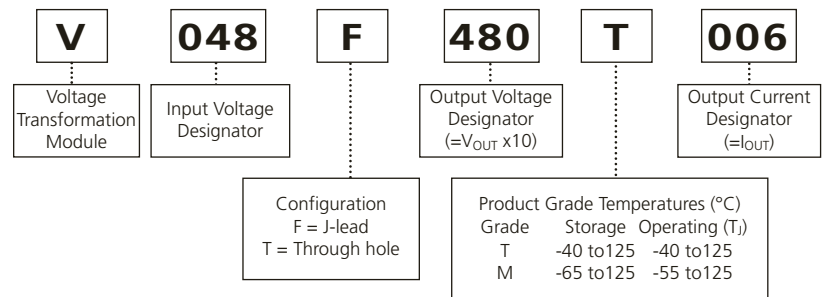 V 048 F 480 T 006
Voltage
Transformation
Module
Input Voltage
Designator
Output Voltage
Designator
(=VOUT x10)
Output Current
Designator
(=IOUT)
Configuration
F = J-lead
T = Through hole
Product Grade Temperatures (°C)
Grade Storage Operating (TJ)
T -40 to125 -40 to125
M -65 to125 -55 to125